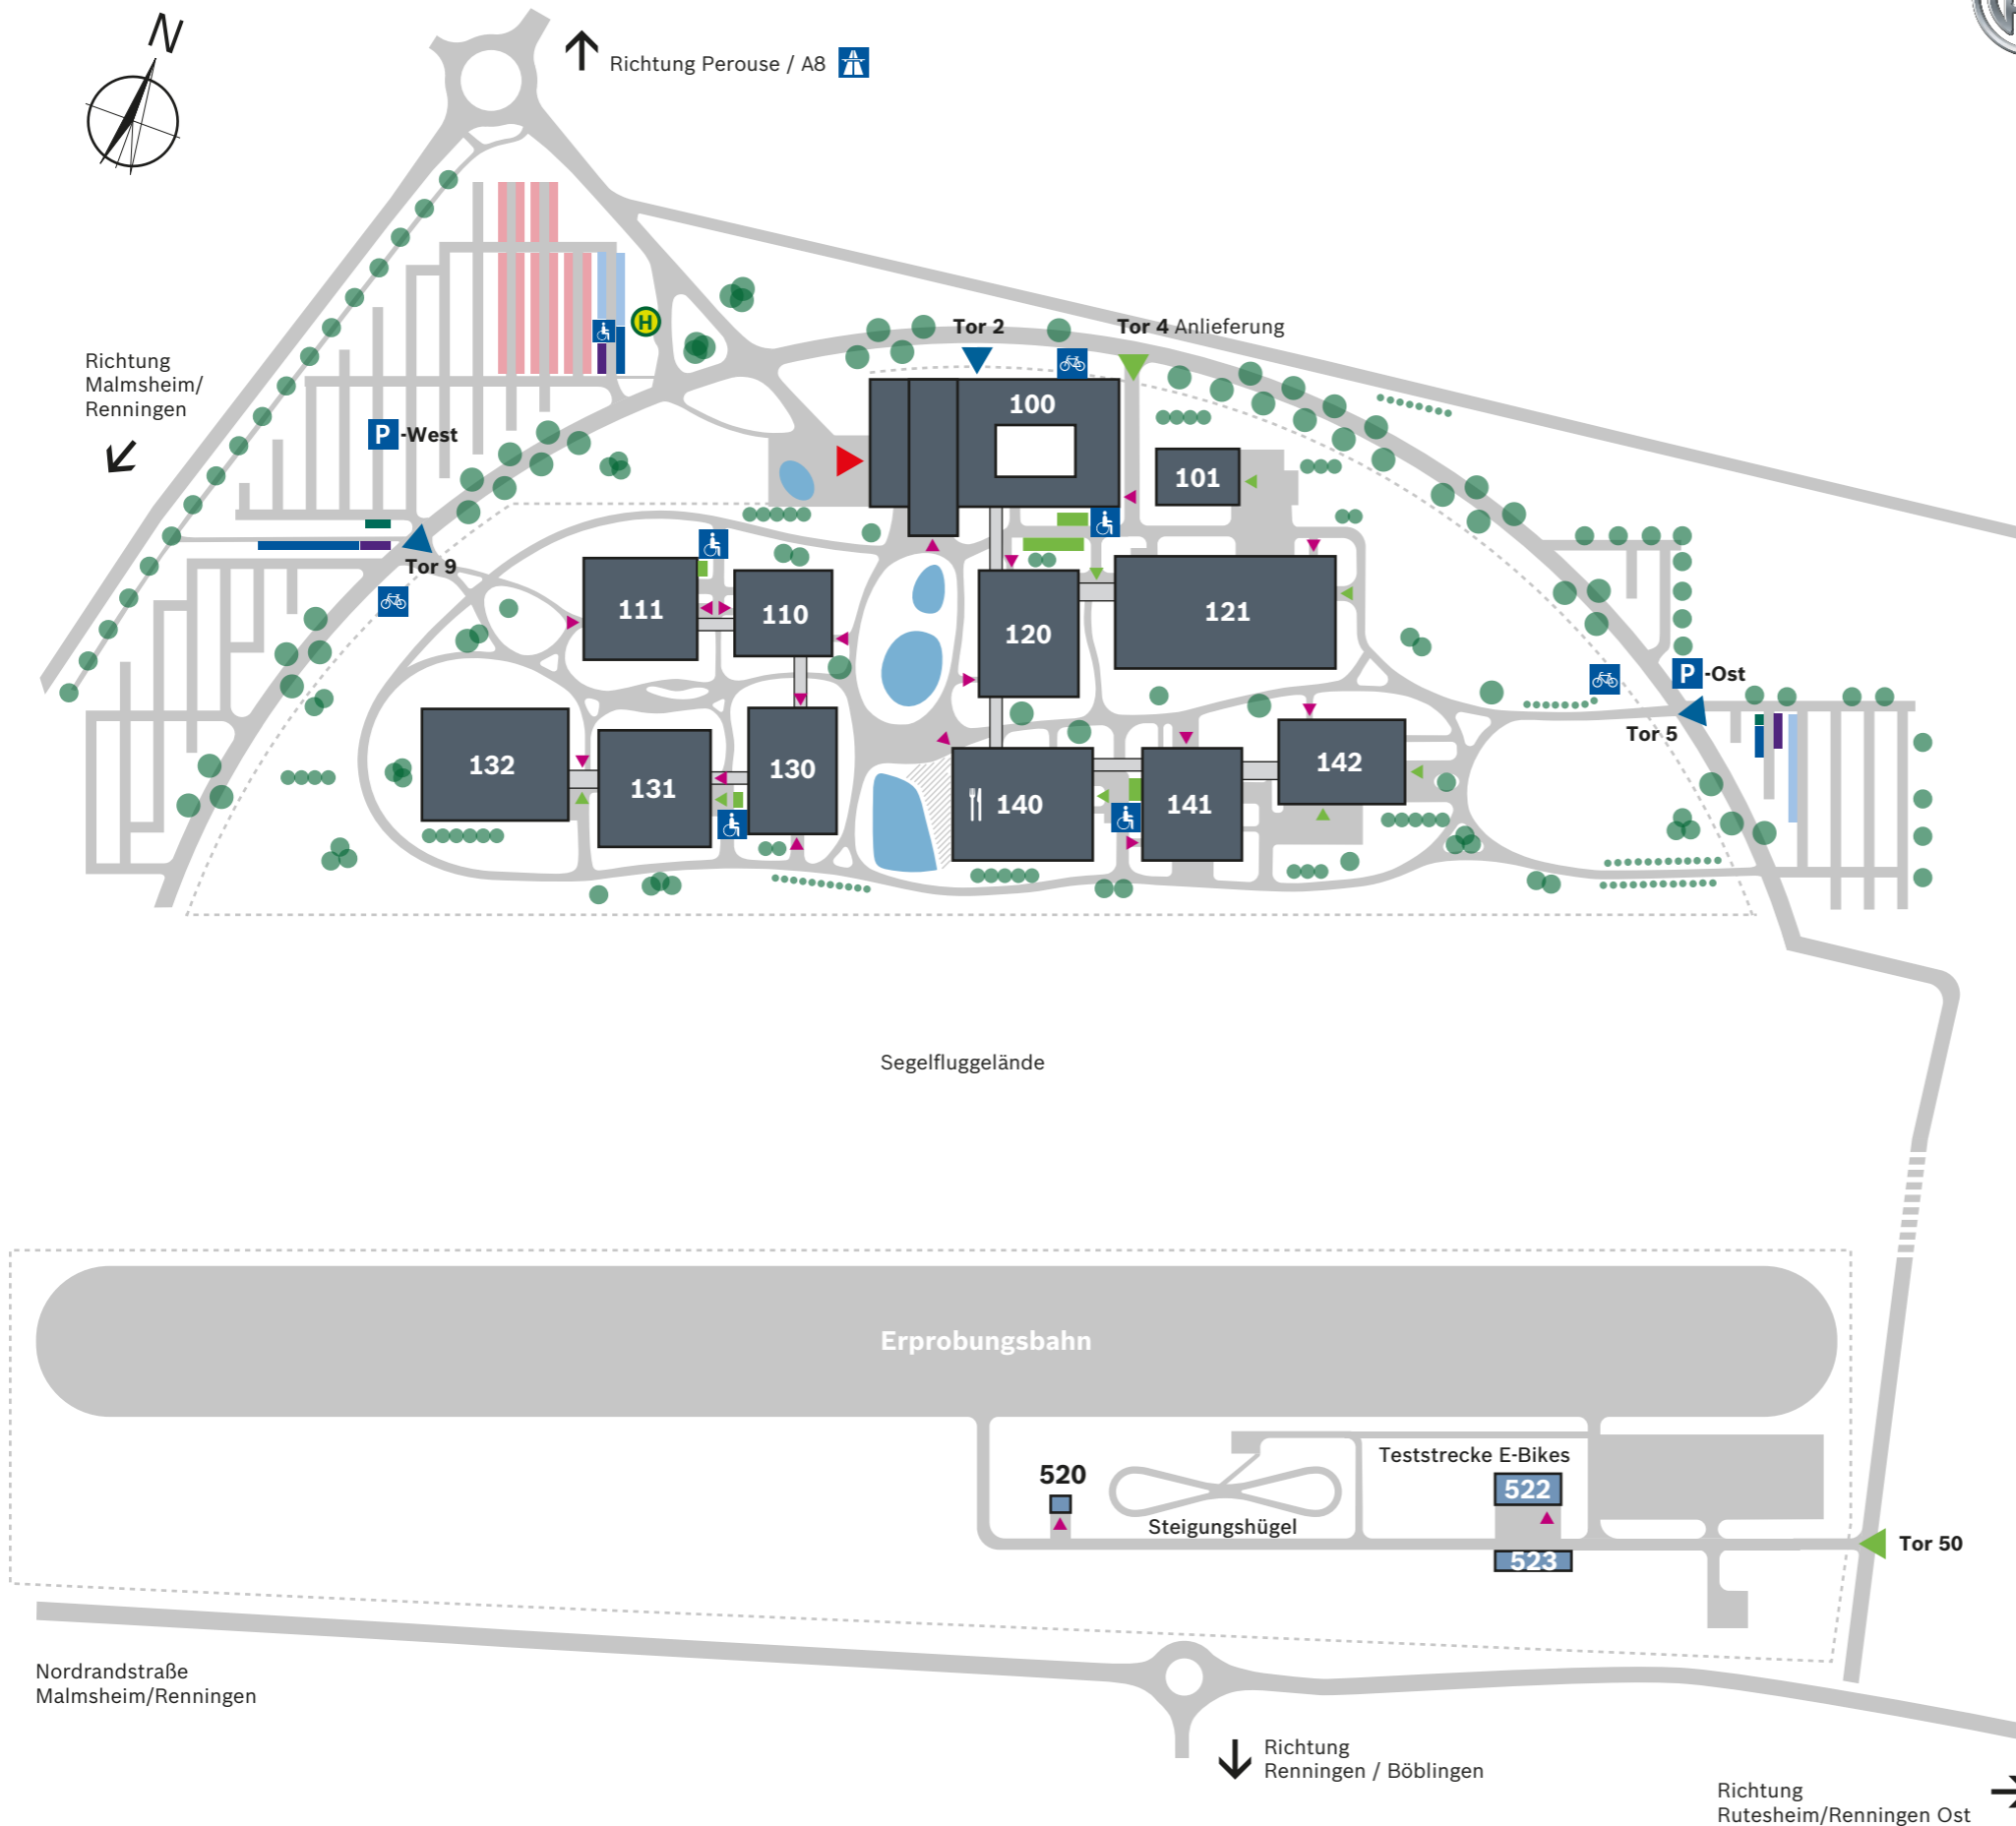 N
Richtung Perouse / A8
H
Tor 2
Tor 4 Anlieferung
Richtung
Malmsheim/
Renningen
100
P-West
101
Tor 9
111
110
121
120
P-Ost
Tor 5
132
131
130
140
141
142
Segelfluggelände
Erprobungsbahn
Teststrecke E-Bikes
520
522
Steigungshügel
523
Tor 50
Nordrandstraße
Malmsheim/Renningen
Richtung
Renningen / Böblingen
Richtung
Rutesheim/Renningen Ost